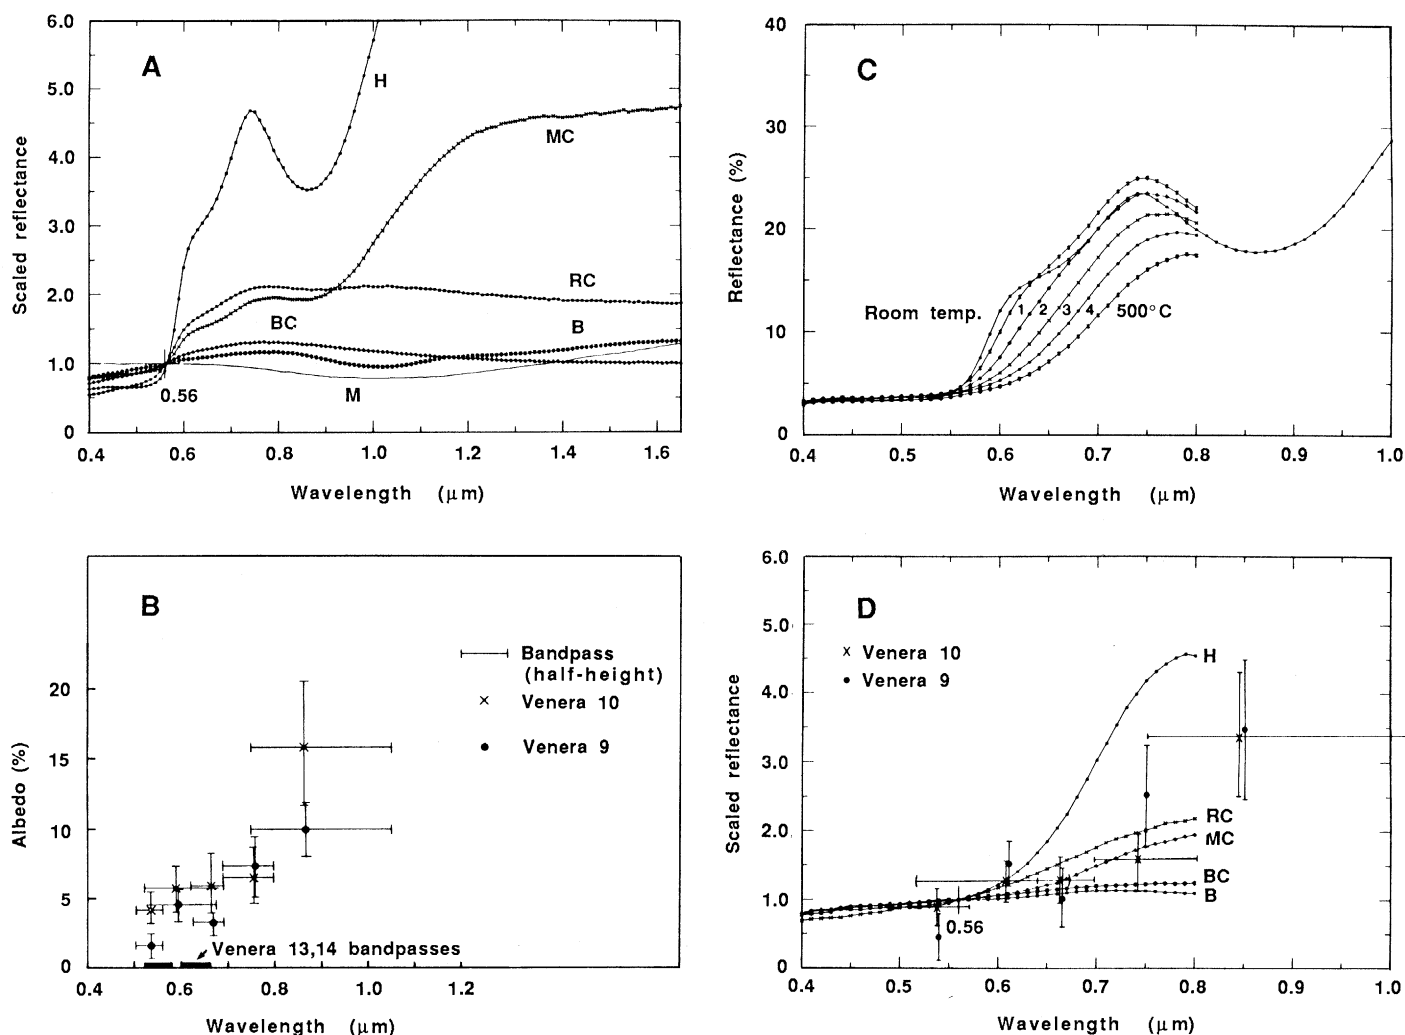 A
Scaled reflectance
6.0
5.0
4.0
3.0
2.0
1.0
0
H
MC
RC
BC
B
M
0.56
0.4
0.6
0.8
1.0
1.2
1.4
1.6
Wavelength (μm)
C
Reflectance (%)
40
30
20
10
0
Room temp.
1
2
3
4
500°C
0.4
0.5
0.6
0.7
0.8
0.9
1.0
Wavelength (μm)
B
Albedo (%)
20
15
10
5
0
Bandpass
(half-height)
Venera 10
Venera 9
Venera 13,14 bandpasses
0.4
0.6
0.8
1.0
1.2
Wavelength (μm)
D
Scaled reflectance
6.0
5.0
4.0
3.0
2.0
1.0
0
Venera 10
Venera 9
H
RC
MC
BC
B
0.56
0.4
0.5
0.6
0.7
0.8
0.9
1.0
Wavelength (μm)